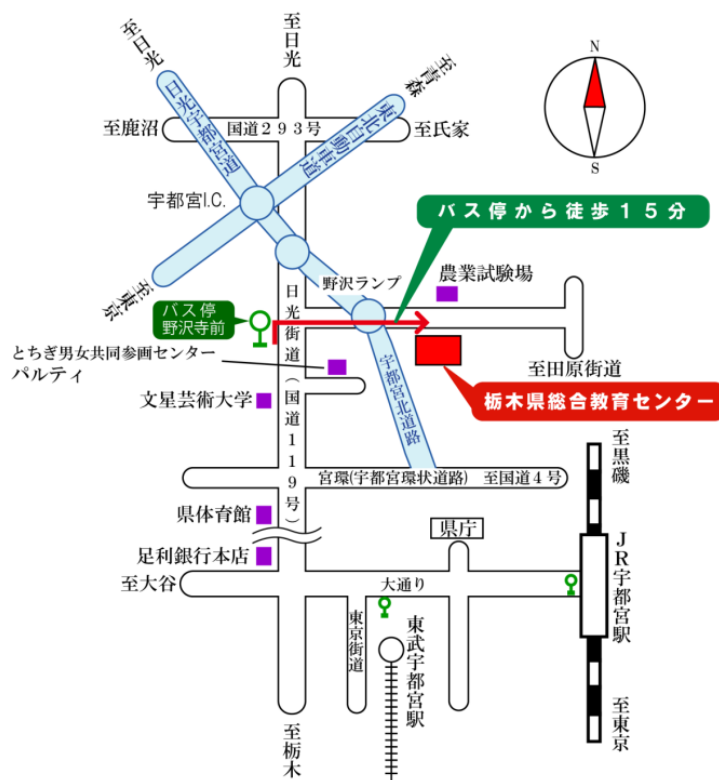 至日光
至日光
至青森
N
S
日光宇都宮道
東北自動車道
至鹿沼
国道293号
至氏家
宇都宮I.C.
バス停から徒歩15分
至東京
野沢ランプ
農業試験場
バス停
野沢寺前
日光街道(国道119号)
とちぎ男女共同参画センター
パルティ
宇都宮北道路
至田原街道
栃木県総合教育センター
文星芸術大学
至黒磯
宮環(宇都宮環状道路)
至国道4号
県体育館
県庁
JR宇都宮駅
足利銀行本店
至大谷
大通り
東京街道
東武宇都宮駅
至栃木
至東京